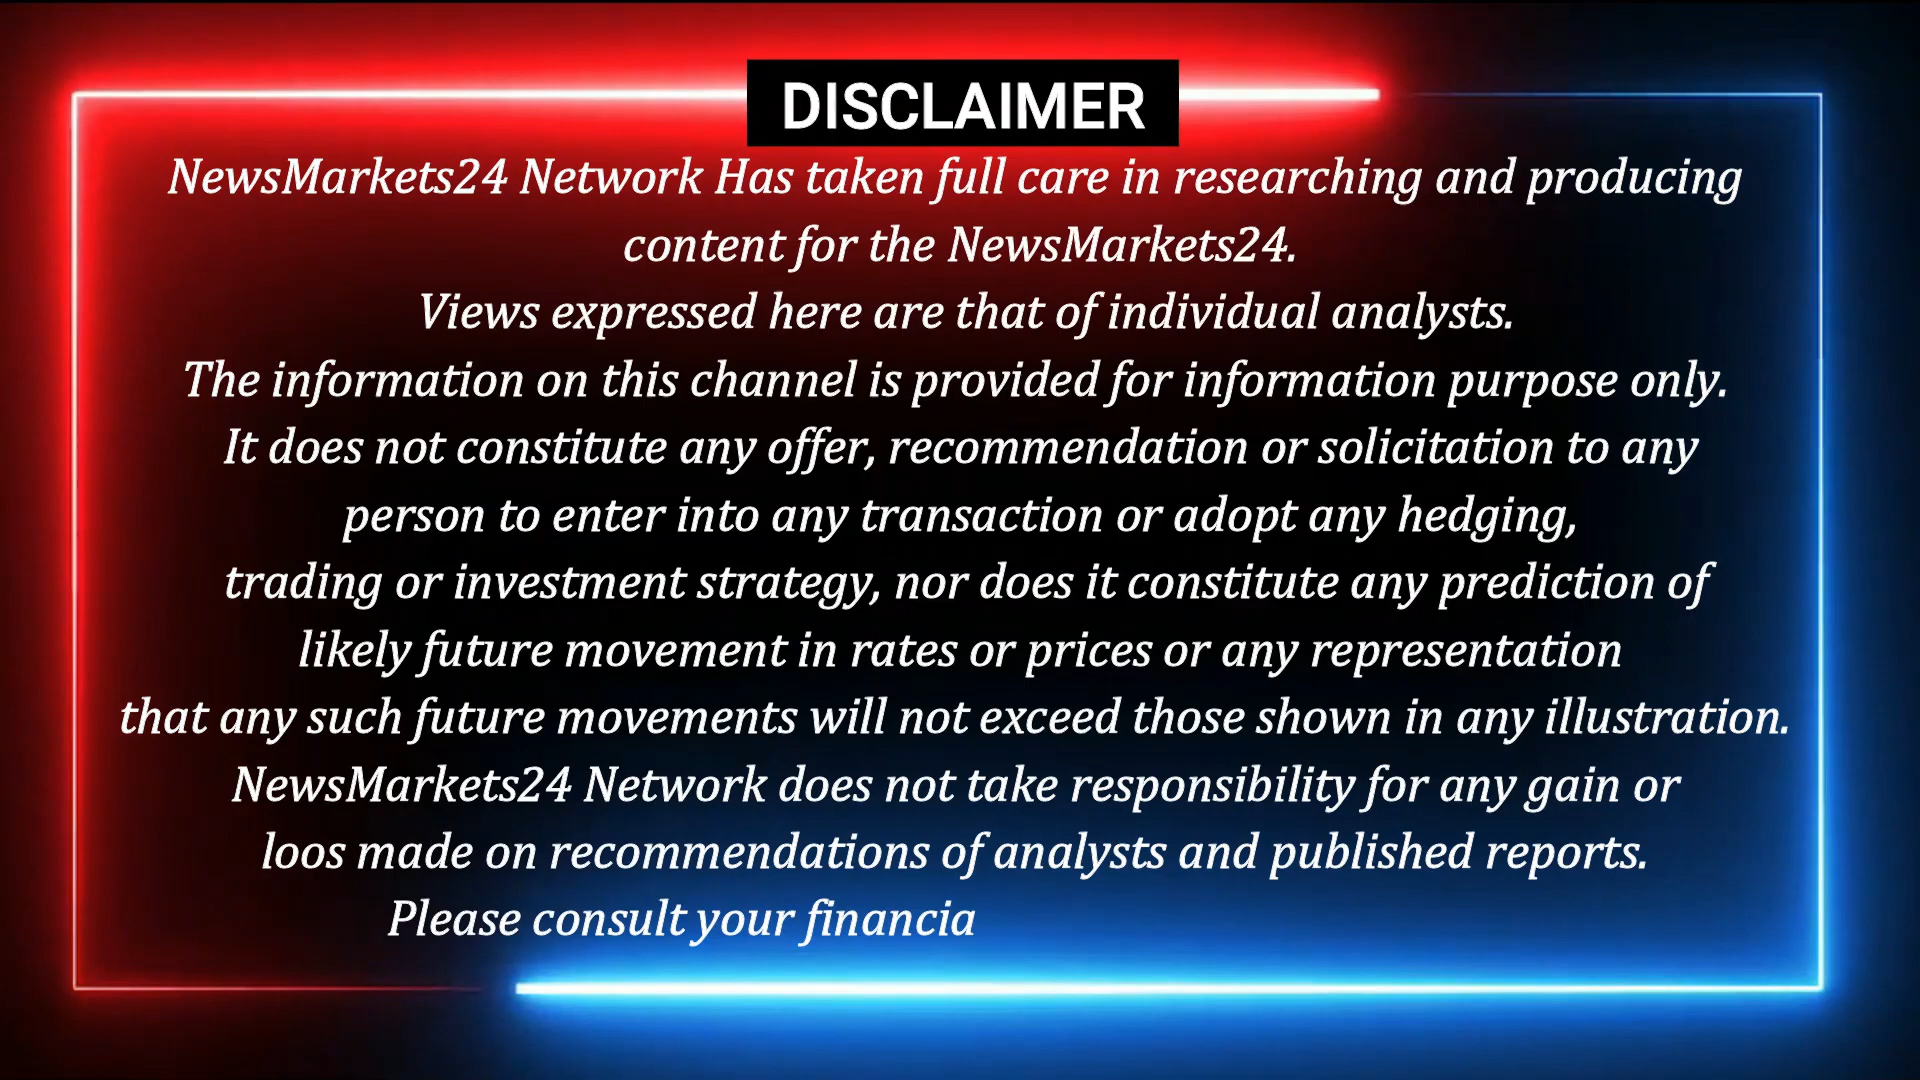 DISCLAIMER
NewsMarkets24 Network Has taken full care in researching and producing
content for the NewsMarkets24.
Views expressed here are that of individual analysts.
The information on this channel is provided for information purpose only.
It does not constitute any offer, recommendation or solicitation to any
person to enter into any transaction or adopt any hedging,
trading or investment strategy, nor does it constitute any prediction of
likely future movement in rates or prices or any representation
that any such future movements will not exceed those shown in any illustration.
NewsMarkets24 Network does not take responsibility for any gain or
loos made on recommendations of analysts and published reports.
Please consult your financia